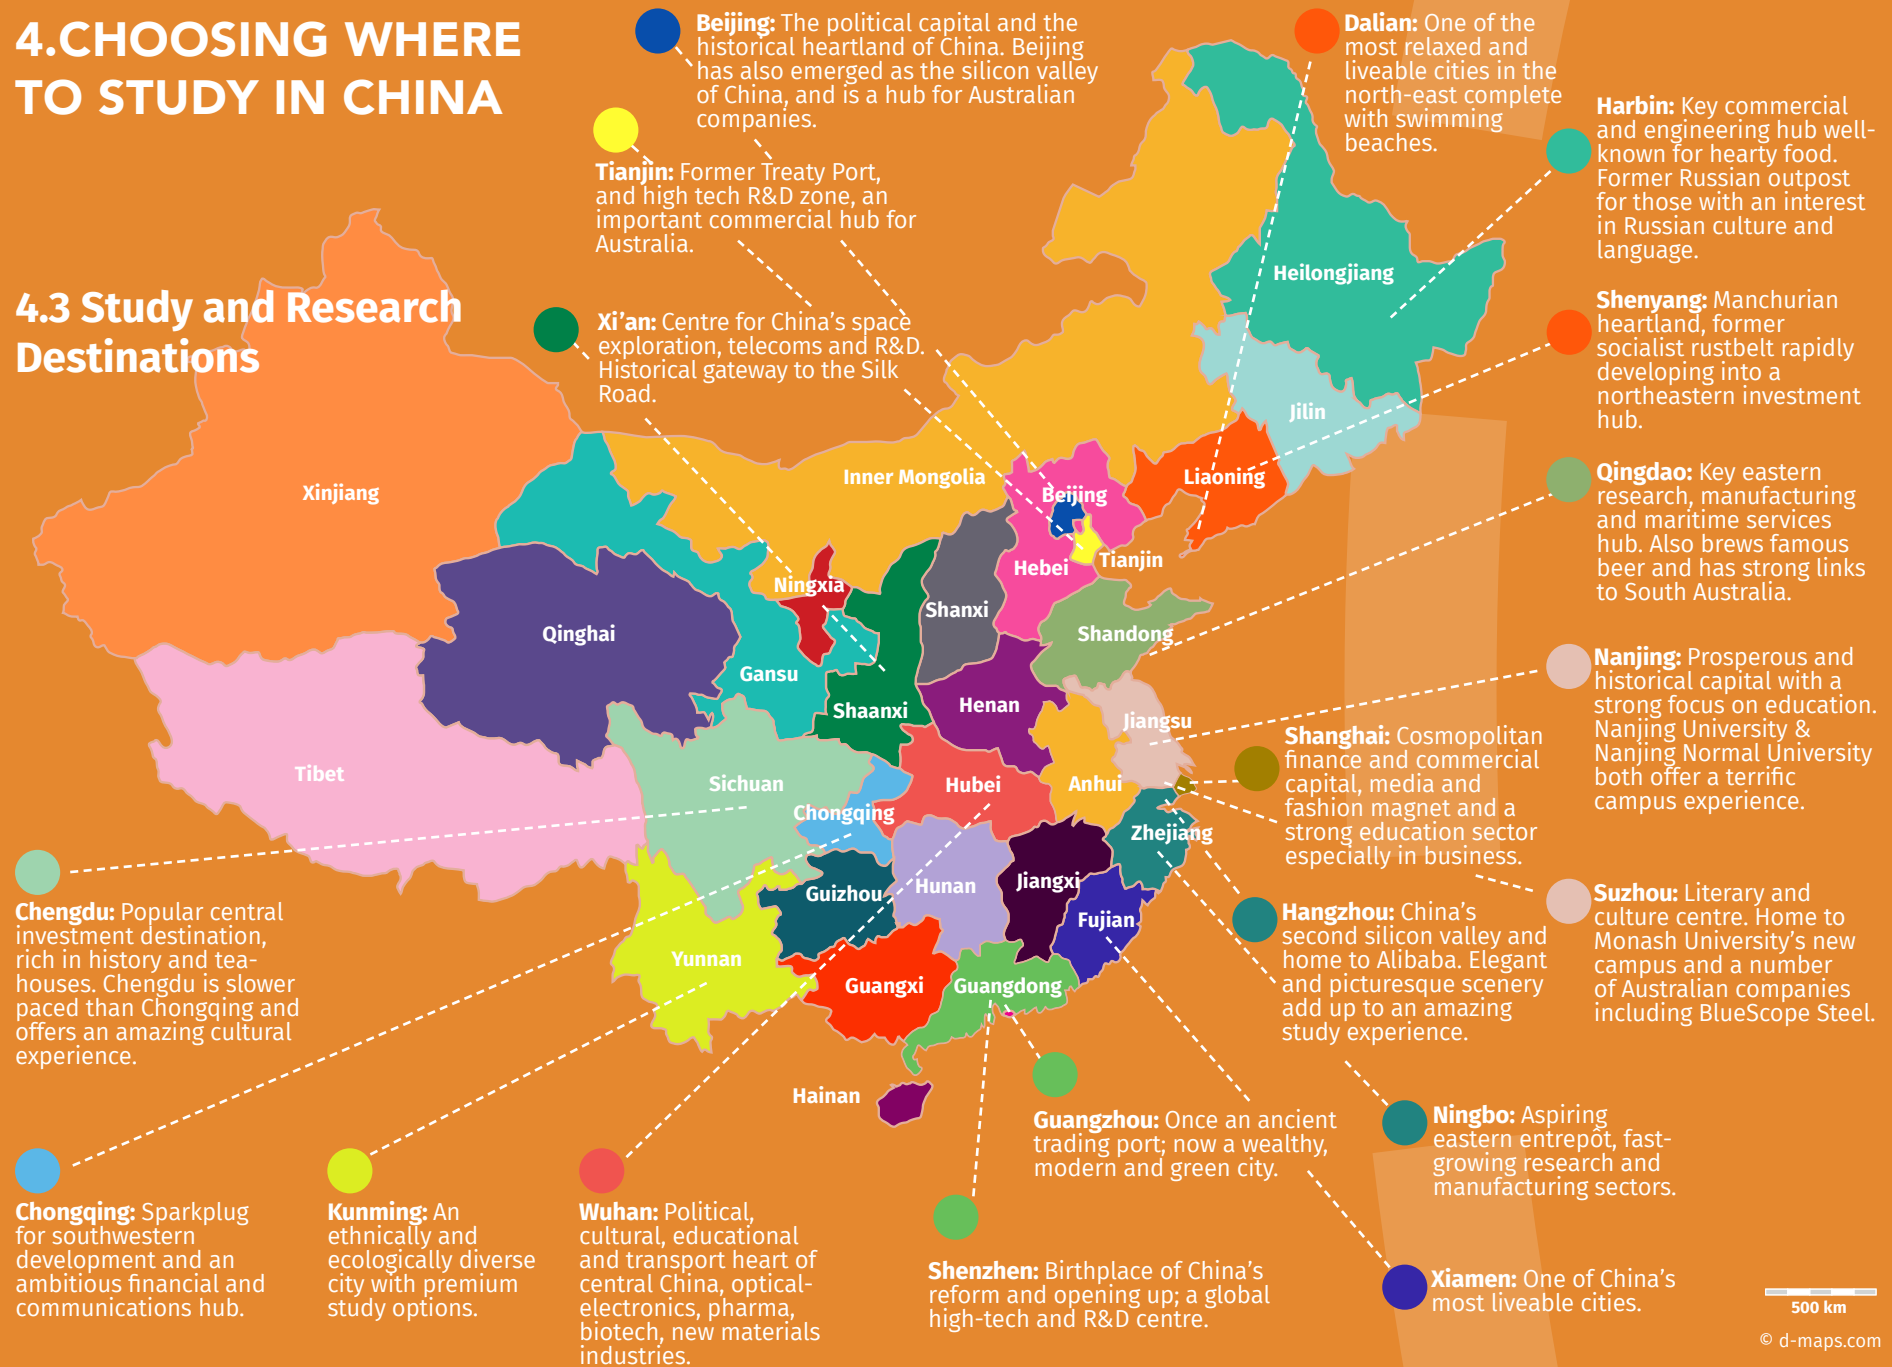 4.CHOOSING WHERE
TO STUDY IN CHINA
4.3 Study and Research
Destinations
Beijing: The political capital and the
historical heartland of China. Beijing
has also emerged as the silicon valley
of China, and is a hub for Australian
companies.
Tianjin: Former Treaty Port,
and high tech R&D zone, an
important commercial hub for
Australia.
Xi’an: Centre for China’s space
exploration, telecoms and R&D.
Historical gateway to the Silk
Road.
Dalian: One of the
most relaxed and
liveable cities in the
north-east complete
with swimming
beaches.
Harbin: Key commercial
and engineering hub well-
known for hearty food.
Former Russian outpost
for those with an interest
in Russian culture and
language.
Shenyang: Manchurian
heartland, former
socialist rustbelt rapidly
developing into a
northeastern investment
hub.
Qingdao: Key eastern
research, manufacturing
and maritime services
hub. Also brews famous
beer and has strong links
to South Australia.
Nanjing: Prosperous and
historical capital with a
strong focus on education.
Nanjing University &
Nanjing Normal University
both offer a terrific
campus experience.
Shanghai: Cosmopolitan
finance and commercial
capital, media and
fashion magnet and a
strong education sector
especially in business.
Suzhou: Literary and
culture centre. Home to
Monash University’s new
campus and a number
of Australian companies
including BlueScope Steel.
Hangzhou: China’s
second silicon valley and
home to Alibaba. Elegant
and picturesque scenery
add up to an amazing
study experience.
Ningbo: Aspiring
eastern entrepôt, fast-
growing research and
manufacturing sectors.
Xiamen: One of China’s
most liveable cities.
Guangzhou: Once an ancient
trading port; now a wealthy,
modern and green city.
Shenzhen: Birthplace of China’s
reform and opening up; a global
high-tech and R&D centre.
Wuhan: Political,
cultural, educational
and transport heart of
central China, optical-
electronics, pharma,
biotech, new materials
industries.
Kunming: An
ethnically and
ecologically diverse
city with premium
study options.
Chongqing: Sparkplug
for southwestern
development and an
ambitious financial and
communications hub.
Chengdu: Popular central
investment destination,
rich in history and tea-
houses. Chengdu is slower
paced than Chongqing and
offers an amazing cultural
experience.
Heilongjiang
Jilin
Liaoning
Inner Mongolia
Beijing
Tianjin
Hebei
Xinjiang
Ningxia
Shanxi
Shandong
Qinghai
Gansu
Shaanxi
Henan
Jiangsu
Tibet
Sichuan
Chongqing
Hubei
Anhui
Zhejiang
Guizhou
Hunan
Jiangxi
Fujian
Yunnan
Guangxi
Guangdong
Hainan
500 km
© d-maps.com